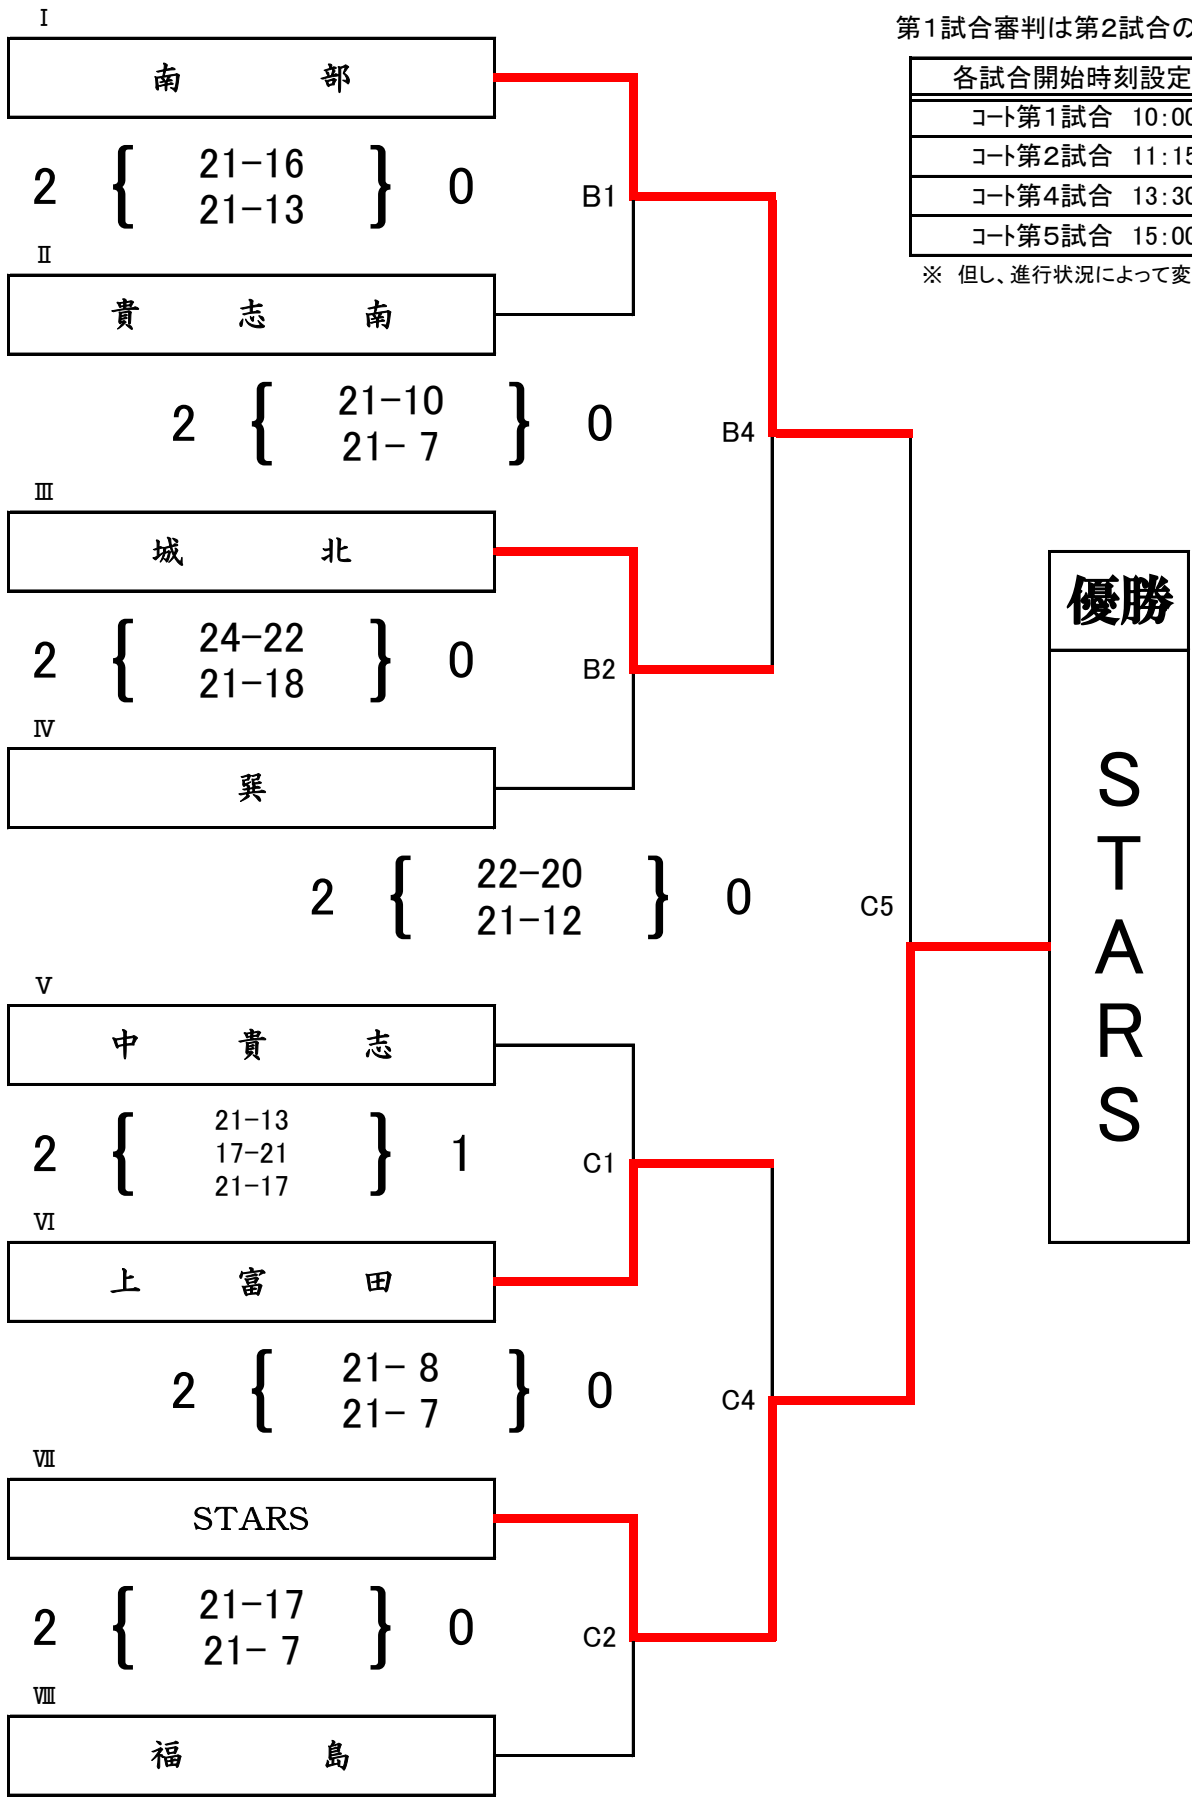 Ⅰ
第1試合審判は第2試合の
南 部
各試合開始時刻設定
コート第1試合 10:00
コート第2試合 11:15
コート第4試合 13:30
コート第5試合 15:00
※ 但し、進行状況によって変
2 { 21-16 } 0
21-13
B1
Ⅱ
貴 志 南
2 { 21-10 } 0
21- 7
B4
Ⅲ
城 北
2 { 24-22 } 0
21-18
B2
Ⅳ
巽
2 { 22-20 } 0
21-12
C5
優勝
S
T
A
R
S
Ⅴ
中 貴 志
2 { 21-13 } 1
17-21
21-17
C1
Ⅵ
上 富 田
2 { 21- 8 } 0
21- 7
C4
Ⅶ
STARS
2 { 21-17 } 0
21- 7
C2
Ⅷ
福 島